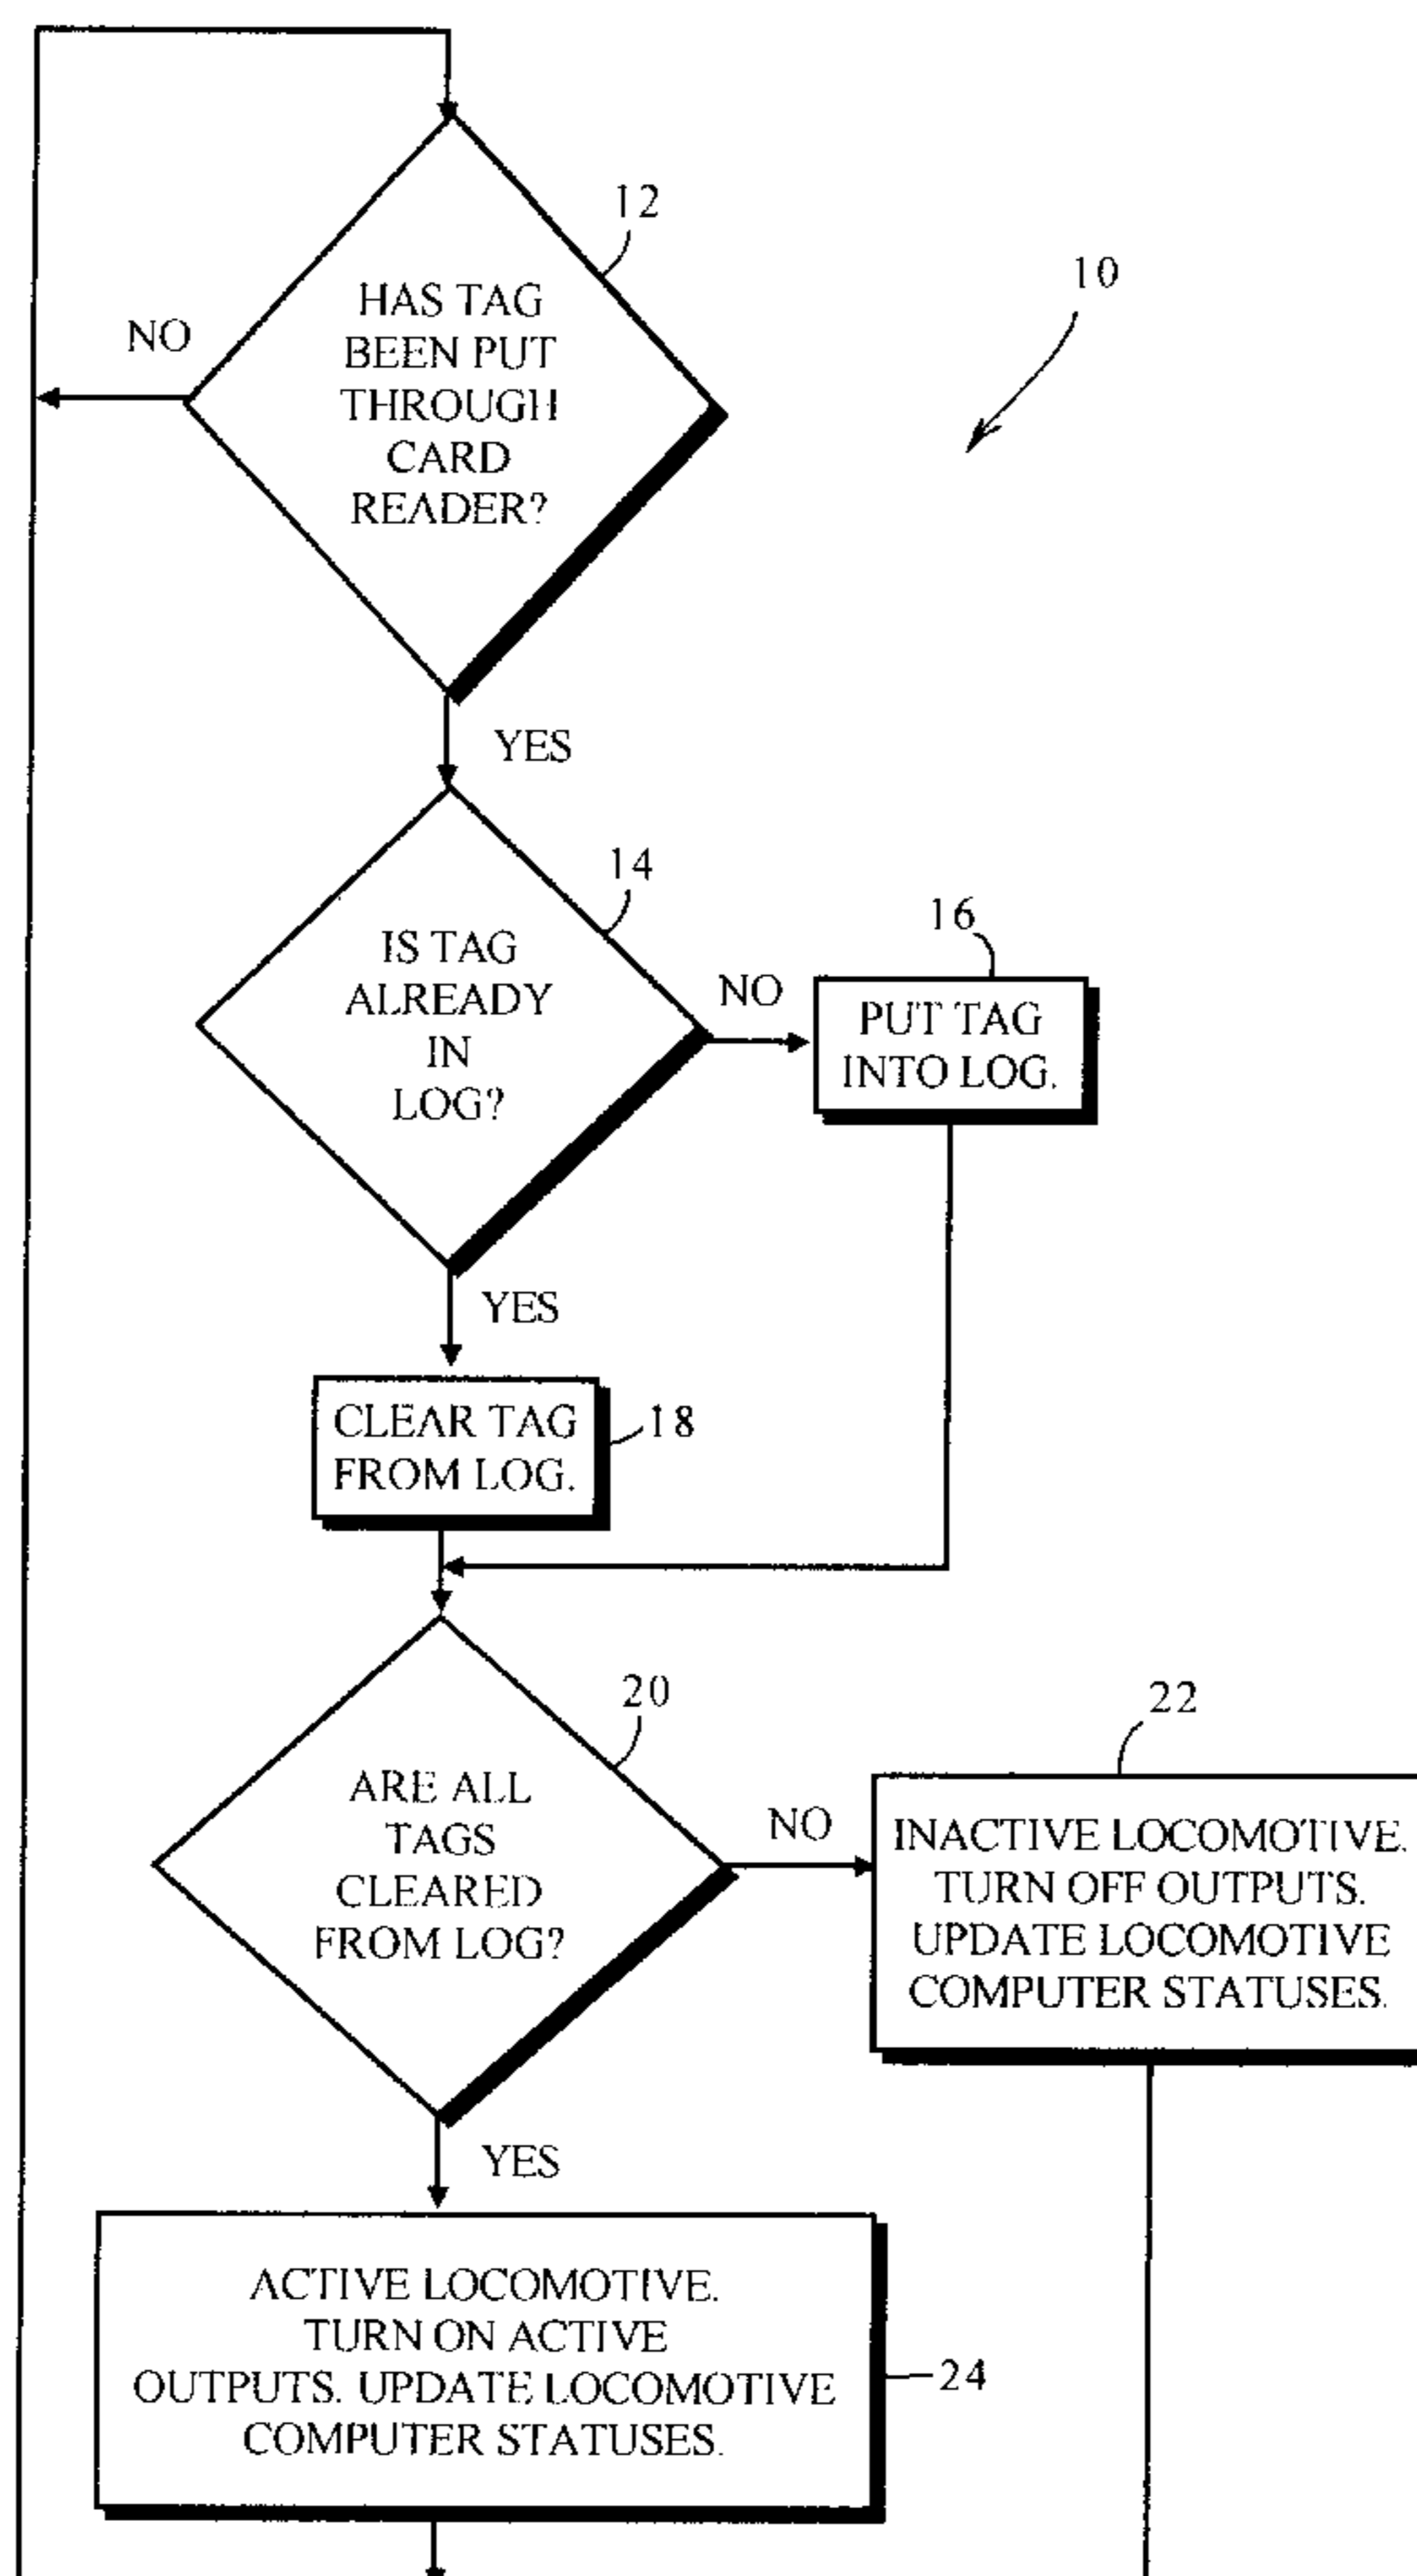 12
10
HAS TAG
BEEN PUT
THROUGH
CARD
READER?
NO
YES
14
IS TAG
ALREADY
IN
LOG?
NO
16
PUT TAG
INTO LOG.
YES
CLEAR TAG
FROM LOG.
18
20
ARE ALL
TAGS
CLEARED
FROM LOG?
NO
22
INACTIVE LOCOMOTIVE.
TURN OFF OUTPUTS.
UPDATE LOCOMOTIVE
COMPUTER STATUSES.
YES
ACTIVE LOCOMOTIVE.
TURN ON ACTIVE
OUTPUTS. UPDATE LOCOMOTIVE
COMPUTER STATUSES.
24